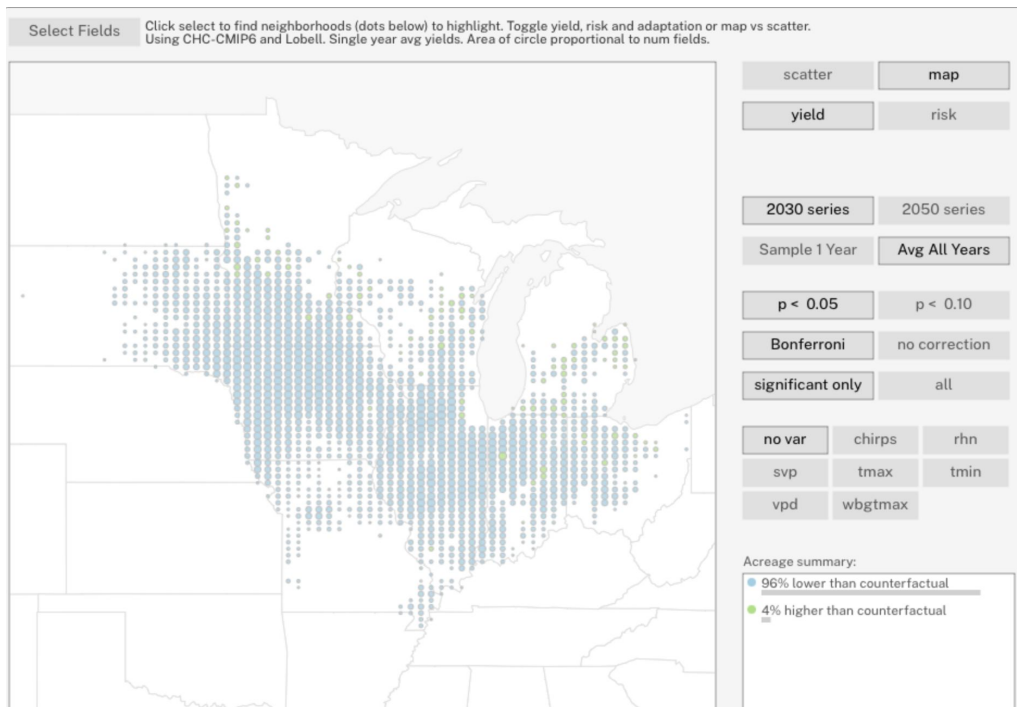 Select Fields
Click select to find neighborhoods (dots below) to highlight. Toggle yield, risk and adaptation or map vs scatter.
Using CHC-CMIP6 and Lobell. Single year avg yields. Area of circle proportional to num fields.
scatter map
yield risk
2030 series 2050 series
Sample 1 Year Avg All Years
p < 0.05 p < 0.10
Bonferroni no correction
significant only all
no var chirps rhn
svp tmax tmin
vpd wbgtmax
Acreage summary:
96% lower than counterfactual
4% higher than counterfactual